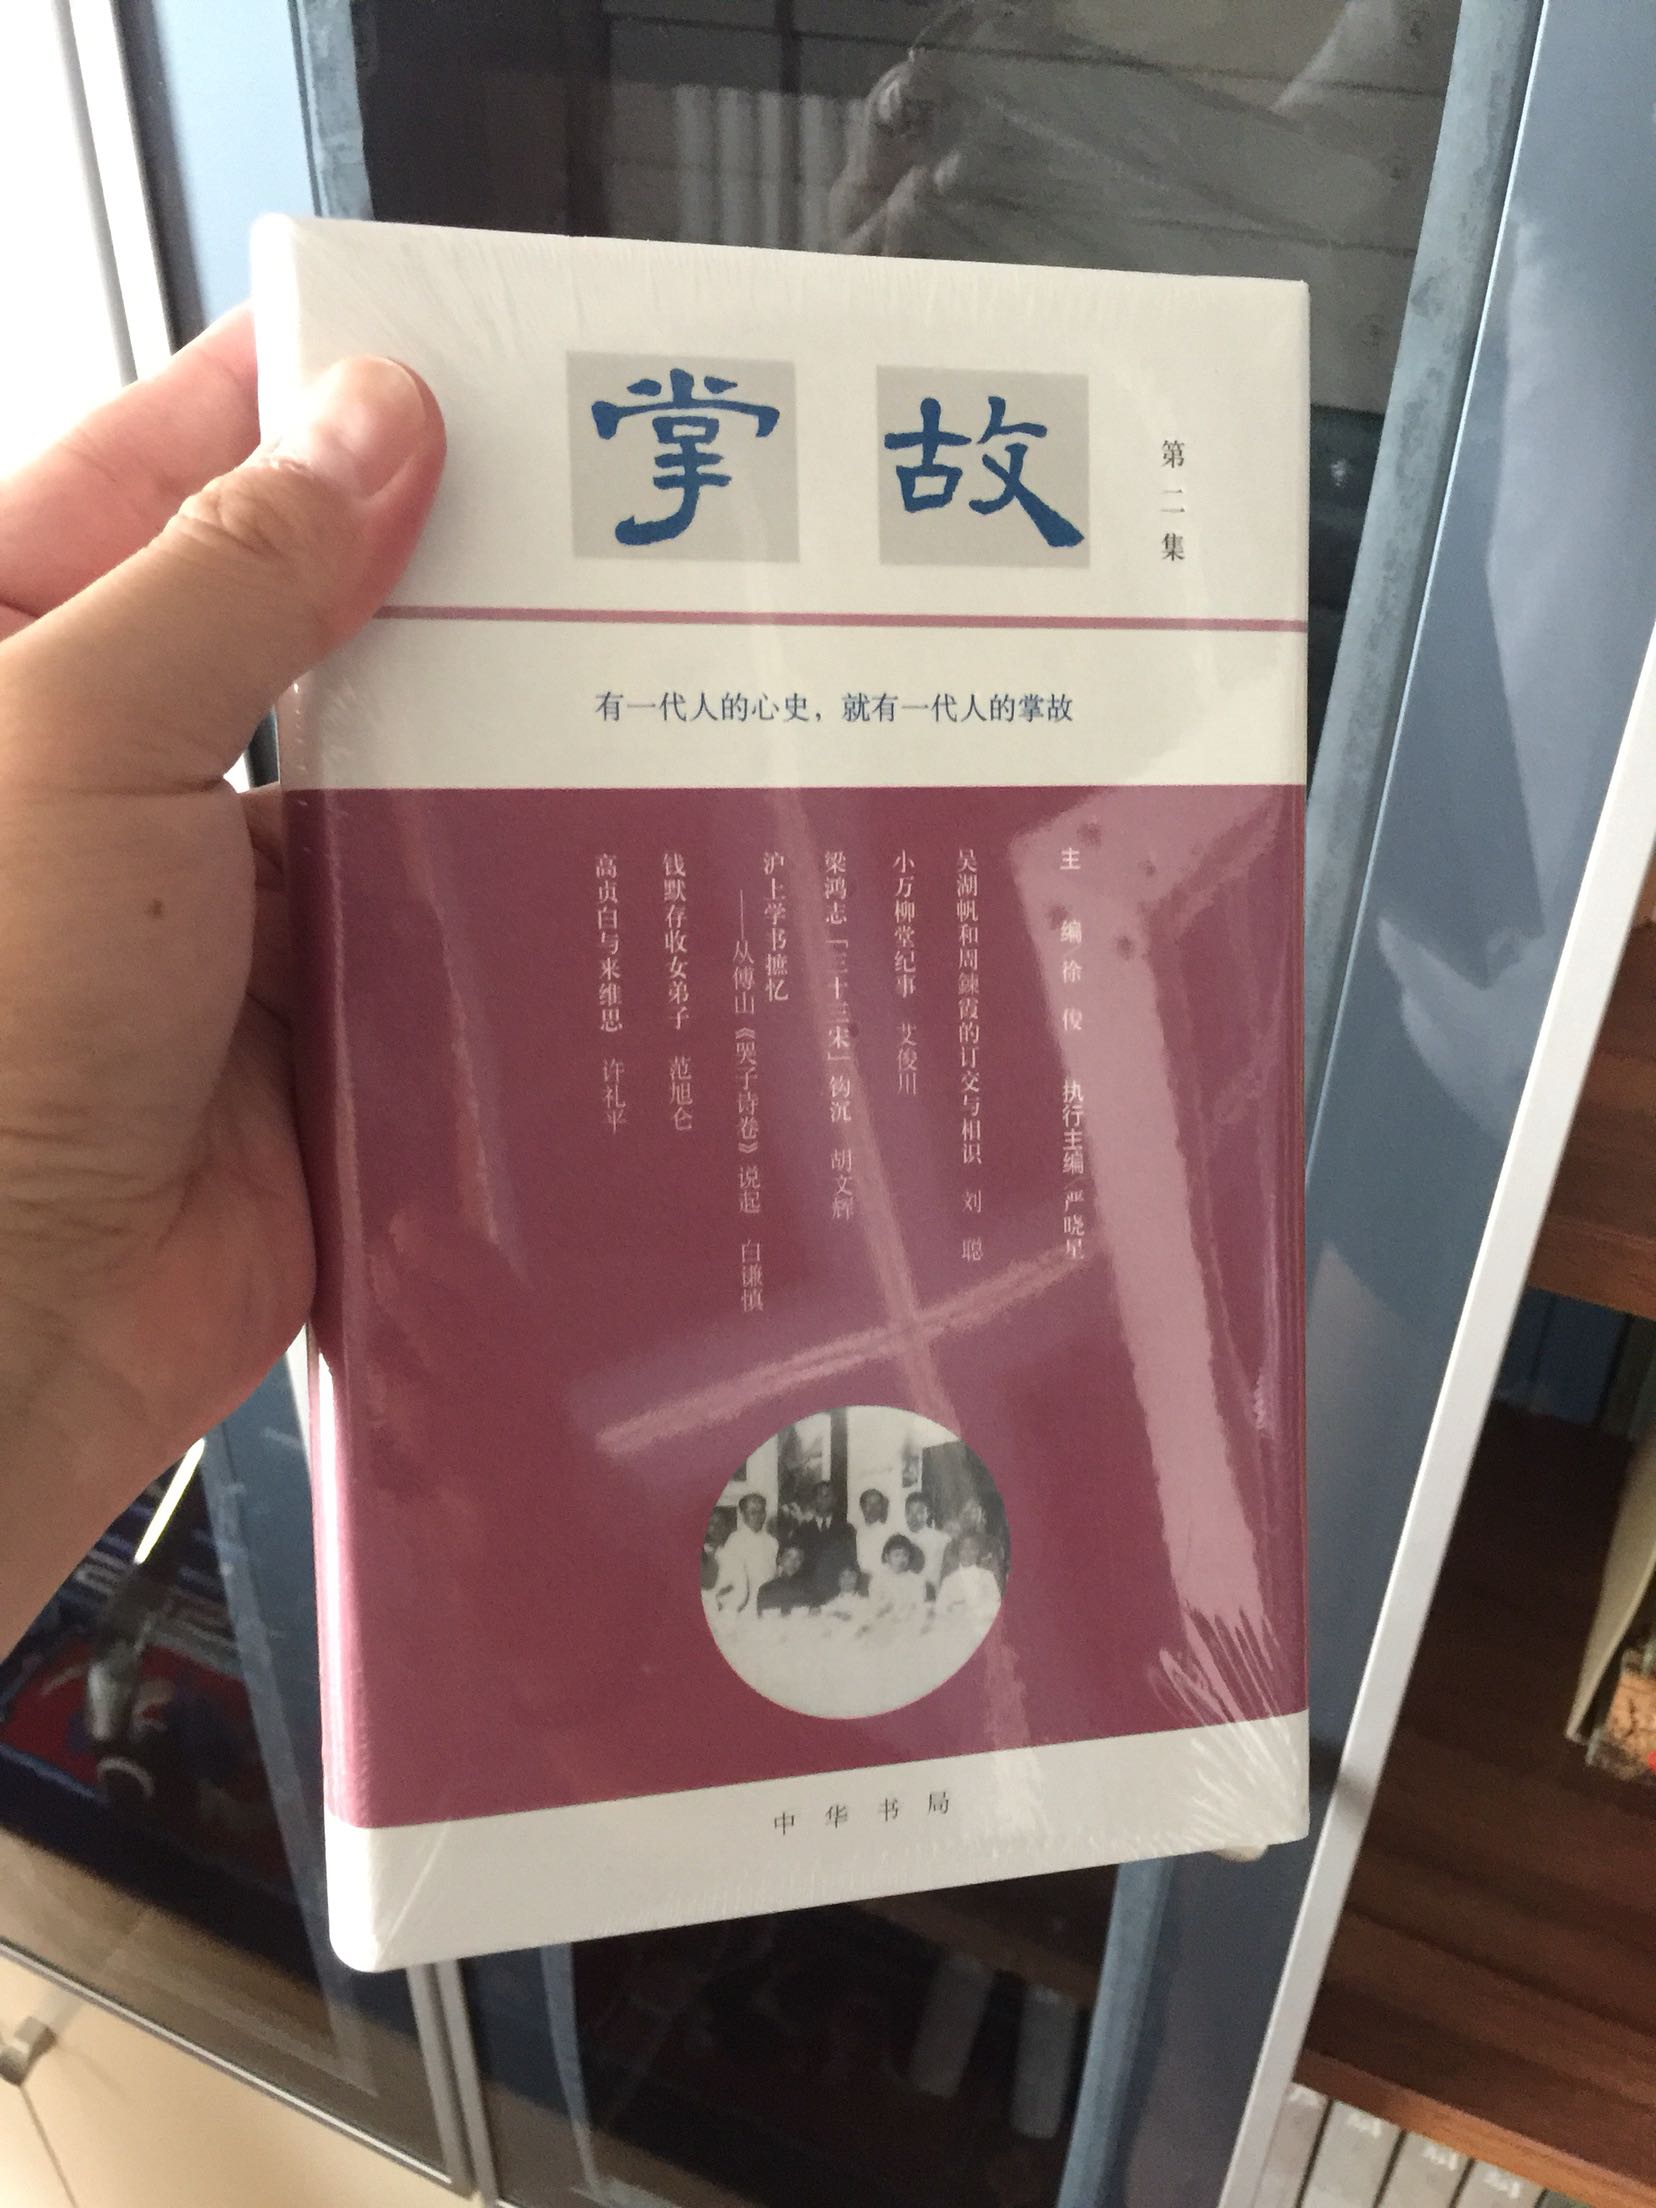 掌故
第二集
有一代人的心史，就有一代人的掌故
主 编 徐 俊 执行主编/严晓星
吴湖帆和周鍊霞的订交与相识 刘 聪
小万柳堂纪事 艾俊川
梁鸿志「三十三宋」钩沉 胡文辉
沪上学书摭忆
——从傅山《哭子诗卷》说起 白谦慎
钱默存收女弟子 范旭仑
高贞白与来维思 许礼平
中华书局